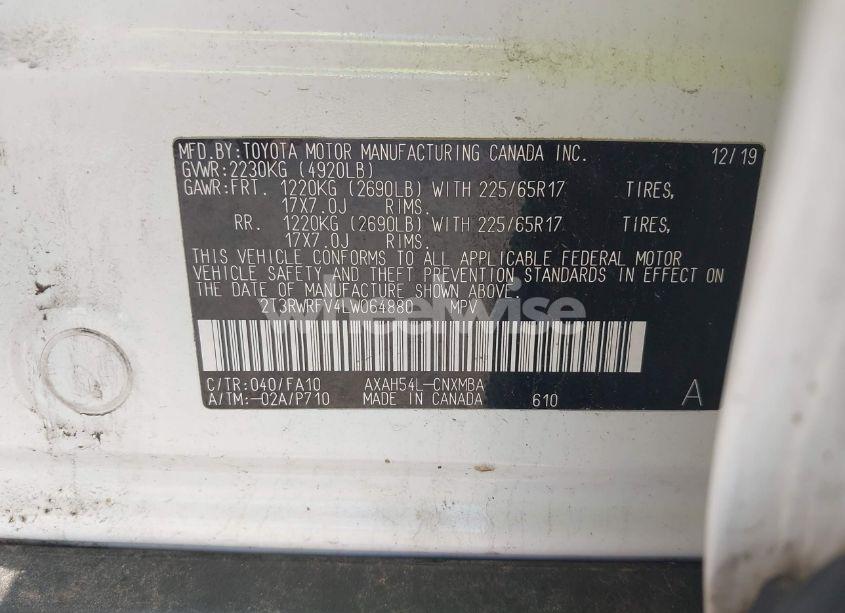 MFD.BY:TOYOTA MOTOR MANUFACTURING CANADA INC. 12/19
GVWR:2230KG (4920LB)
GAWR:FRT. 1220KG (2690LB) WITH 225/65R17 TIRES,
17X7.0J RIMS.
RR. 1220KG (2690LB) WITH 225/65R17 TIRES,
17X7.0J RIMS.
THIS VEHICLE CONFORMS TO ALL APPLICABLE FEDERAL MOTOR
VEHICLE SAFETY AND THEFT PREVENTION STANDARDS IN EFFECT ON
THE DATE OF MANUFACTURE SHOWN ABOVE.
2T3RWRFV4LW064880 MPV
wheelwise
C/TR:040/FA10 AXAH54L-CNXMBA
A/TM:-02A/P710 MADE IN CANADA 610 A